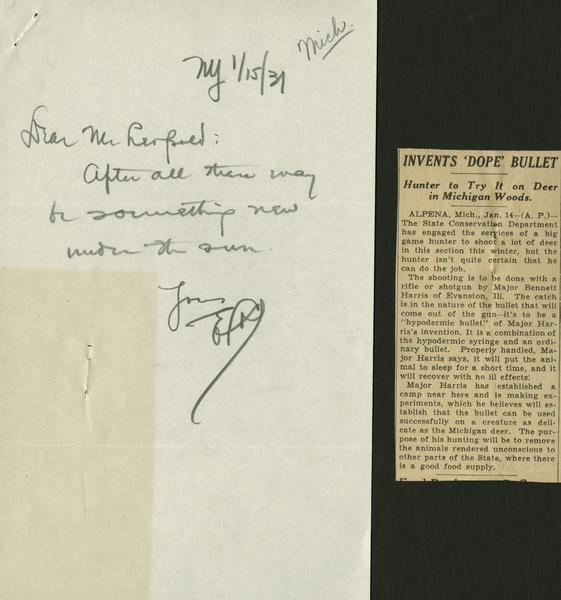 Mich.
NY 1/15/31
Dear Mr Leopold:
After all there may
be something new
under the sun.
Yours
INVENTS 'DOPE' BULLET
Hunter to Try It on Deer
in Michigan Woods.
ALPENA, Mich., Jan. 14—(A. P.)—
The State Conservation Department
has engaged the services of a big
game hunter to shoot a lot of deer
in this section this winter, but the
hunter isn't quite certain that he
can do the job.
The shooting is to be done with a
rifle or shotgun by Major Bennett
Harris of Evanston, Ill. The catch
is in the nature of the bullet that will
come out of the gun—it's to be a
"hypodermic bullet" of Major Har-
ris's invention. It is a combination of
the hypodermic syringe and an ordi-
nary bullet. Properly handled, Ma-
jor Harris says, it will put the ani-
mal to sleep for a short time, and it
will recover with no ill effects.
Major Harris has established a
camp near here and is making ex-
periments, which he believes will es-
tablish that the bullet can be used
successfully on a creature as deli-
cate as the Michigan deer. The pur-
pose of his hunting will be to remove
the animals rendered unconscious to
other parts of the State, where there
is a good food supply.